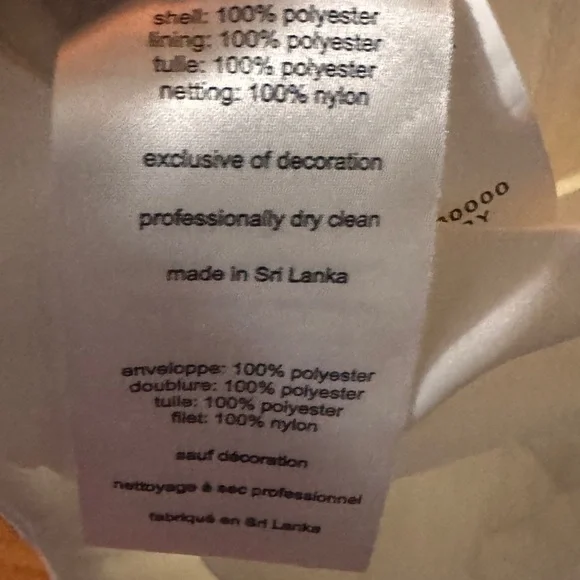 shell: 100% polyester
lining: 100% polyester
tulle: 100% polyester
netting: 100% nylon
exclusive of decoration
professionally dry clean
made in Sri Lanka
0000
Y
enveloppe: 100% polyester
doublure: 100% polyester
tulle: 100% polyester
filet: 100% nylon
sauf décoration
nettoyage à sec professionnel
fabriqué en Sri Lanka